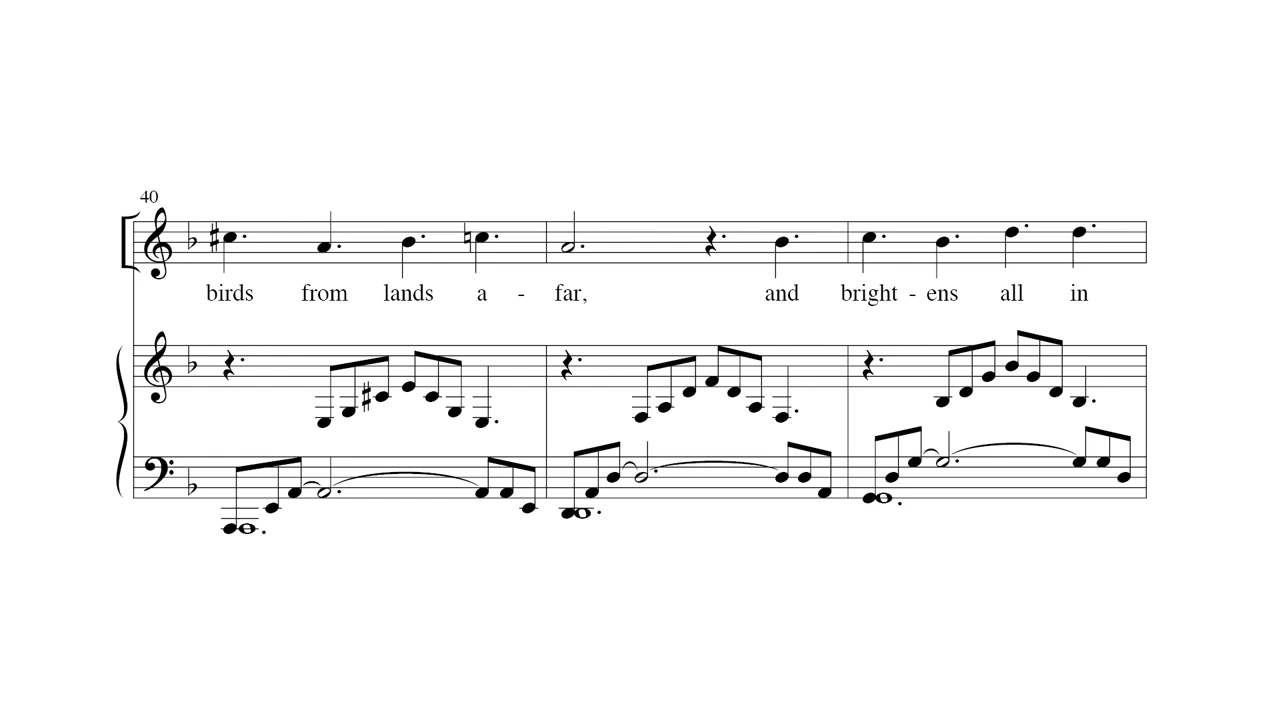 40
birds from lands a - far, and bright - ens all in